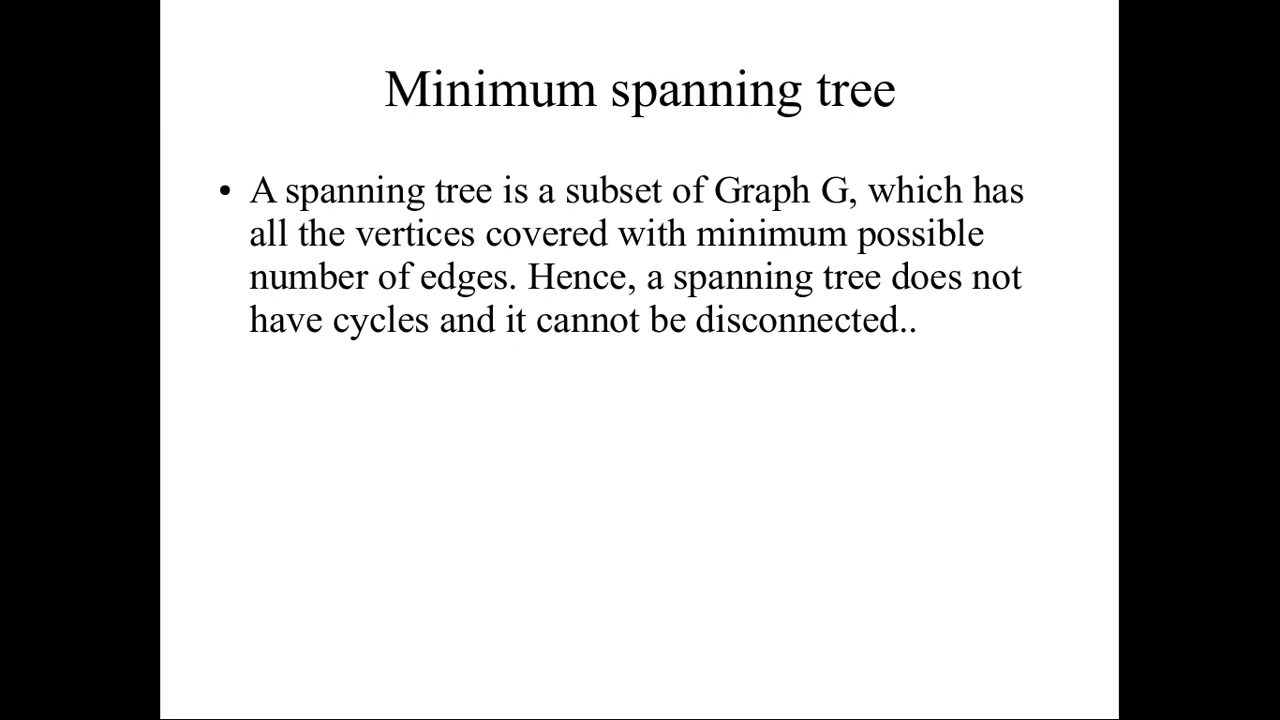 Minimum spanning tree
• A spanning tree is a subset of Graph G, which has
all the vertices covered with minimum possible
number of edges. Hence, a spanning tree does not
have cycles and it cannot be disconnected..